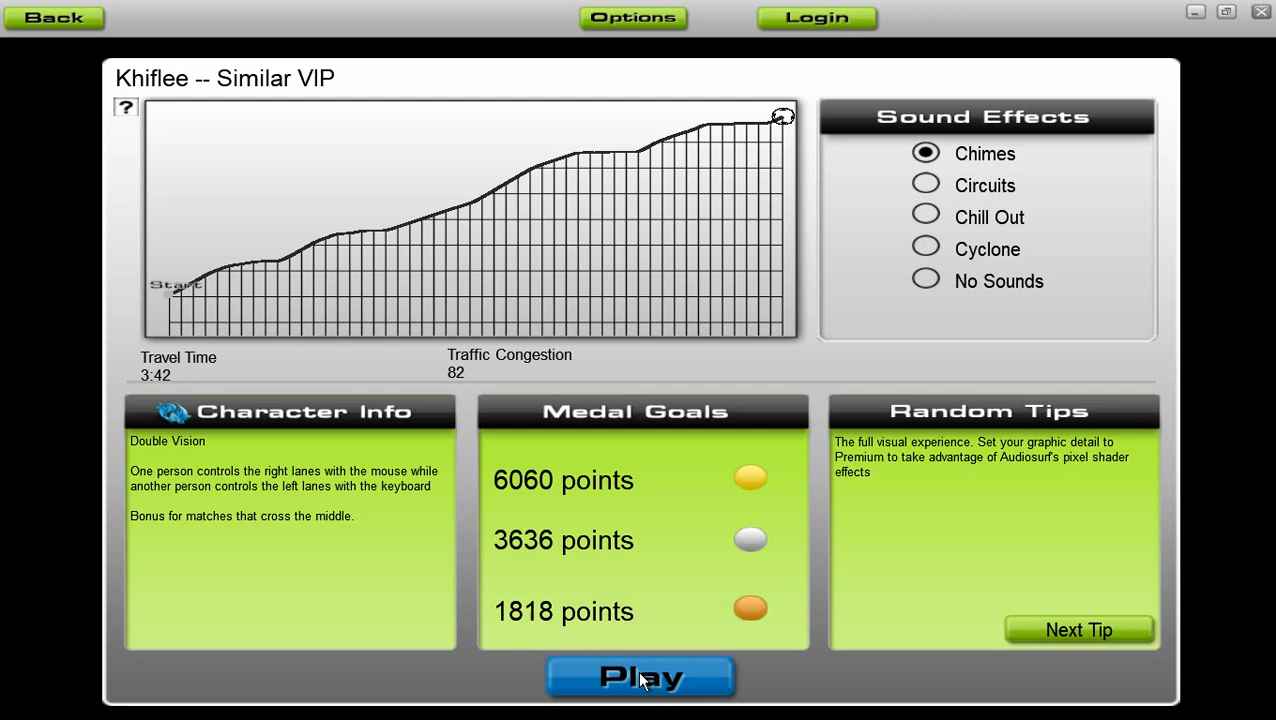 Back
Options
Login
Khiflee -- Similar VIP
?
Start
Travel Time
3:42
Traffic Congestion
82
Sound Effects
Chimes
Circuits
Chill Out
Cyclone
No Sounds
Character Info
Double Vision
One person controls the right lanes with the mouse while
another person controls the left lanes with the keyboard
Bonus for matches that cross the middle.
Medal Goals
6060 points
3636 points
1818 points
Random Tips
The full visual experience. Set your graphic detail to
Premium to take advantage of Audiosurf's pixel shader
effects
Next Tip
Play